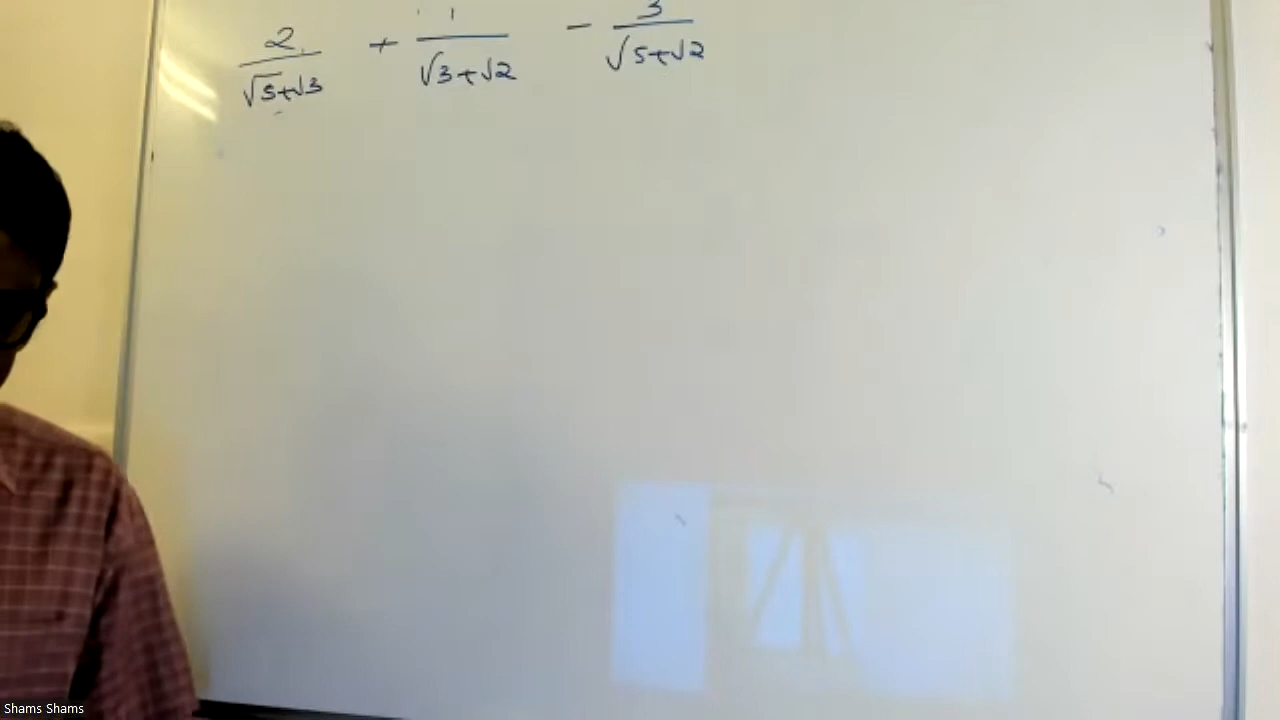 2/(√5+√3) + 1/(√3+√2) - 3/(√5+√2)
Shams Shams